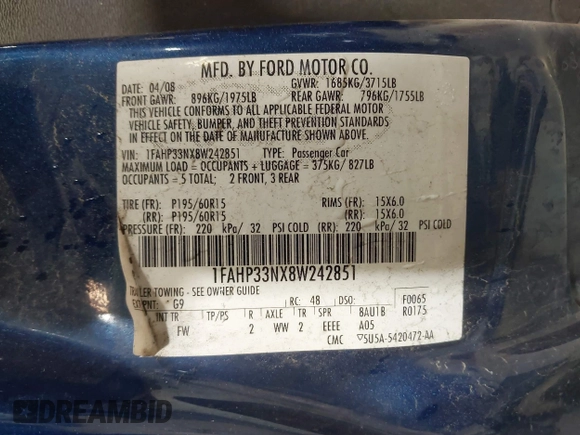 MFD. BY FORD MOTOR CO.
04/08 GVWR: 1685KG/3715LB
FRONT GAWR: 896KG/1975LB REAR GAWR: 796KG/1755LB
THIS VEHICLE CONFORMS TO ALL APPLICABLE FEDERAL MOTOR
VEHICLE SAFETY, BUMPER, AND THEFT PREVENTION STANDARDS
IN EFFECT ON THE DATE OF MANUFACTURE SHOWN ABOVE.
VIN: 1FAHP33NX8W242851 TYPE: Passenger Car
MAXIMUM LOAD = OCCUPANTS + LUGGAGE = 375KG/ 827LB
OCCUPANTS = 5 TOTAL; 2 FRONT, 3 REAR
TIRE (FR): P195/60R15 RIMS (FR): 15X6.0
(RR): P195/60R15 (RR): 15X6.0
PRESSURE (FR): 220 kPa/ 32 PSI COLD (RR): 220 kPa/ 32 PSI COLD
1FAHP33NX8W242851
TRAILER TOWING - SEE OWNER GUIDE
EXT PNT: G9 RC: 48 DSO: F0065
INT TR TP/PS R AXLE TR SPR 8AU1B R0175
FW 2 WW 2 EEEE A05
CMC ▽5U5A-5420472-AA
DREAMBID